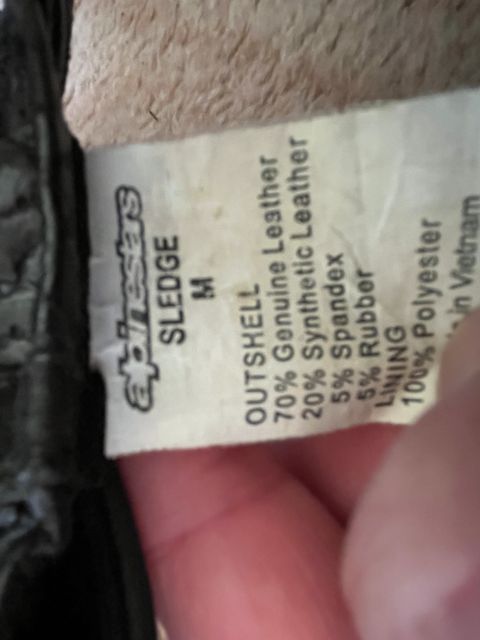 alpinestars
SLEDGE
M
OUTSHELL
70% Genuine Leather
20% Synthetic Leather
5% Spandex
5% Rubber
LINING
100% Polyester
in Vietnam